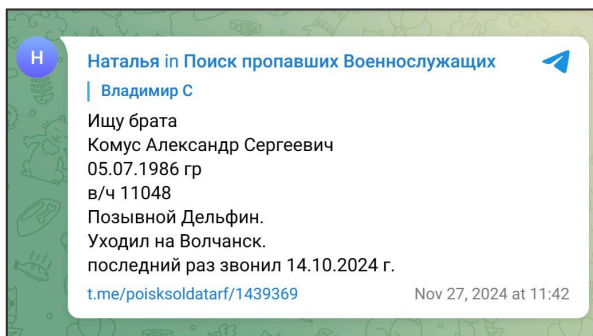 Н
Наталья in Поиск пропавших Военнослужащих
Владимир С
Ищу брата
Комус Александр Сергеевич
05.07.1986 гр
в/ч 11048
Позывной Дельфин.
Уходил на Волчанск.
последний раз звонил 14.10.2024 г.
t.me/poisksoldatarf/1439369 Nov 27, 2024 at 11:42